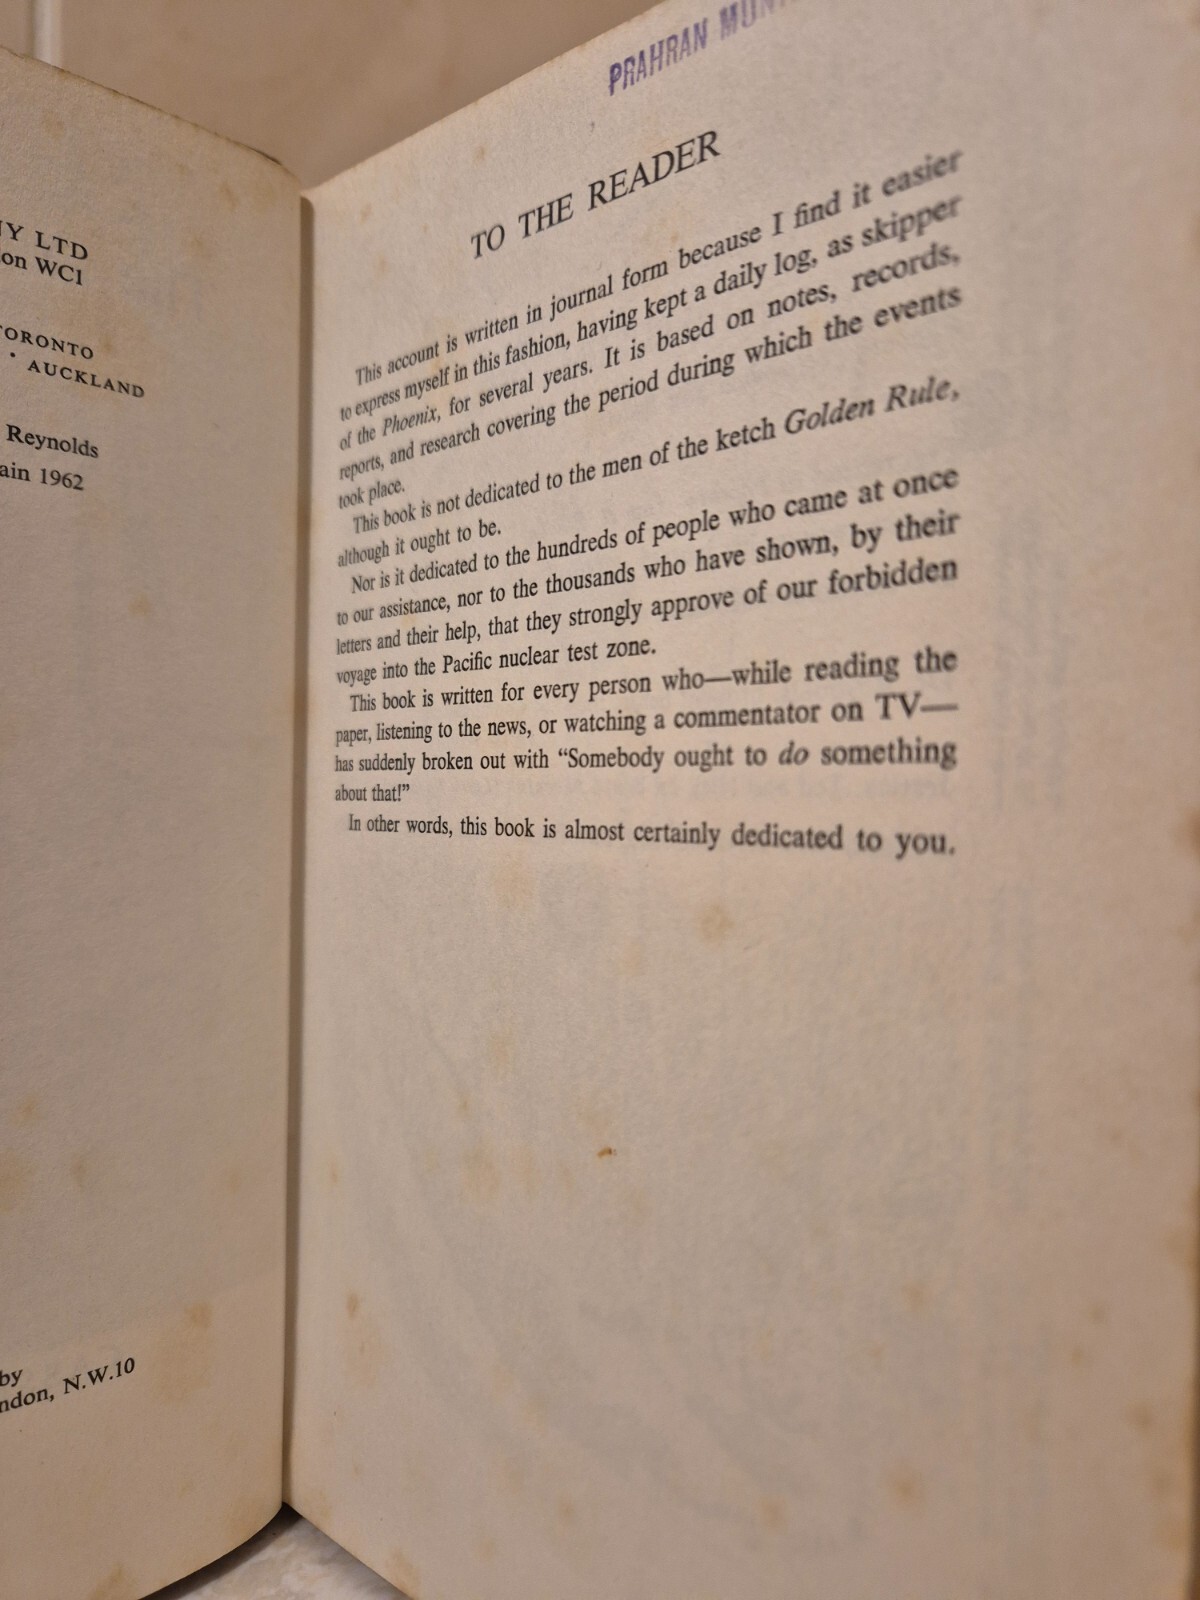 NY LTD
on WC1
TORONTO
· AUCKLAND
Reynolds
ain 1962
by
ndon, N.W.10
PRAHRAN
TO THE READER
This account is written in journal form because I find it easier
to express myself in this fashion, having kept a daily log, as skipper
of the Phoenix, for several years. It is based on notes, records,
reports, and research covering the period during which the events
took place.
This book is not dedicated to the men of the ketch Golden Rule,
although it ought to be.
Nor is it dedicated to the hundreds of people who came at once
to our assistance, nor to the thousands who have shown, by their
letters and their help, that they strongly approve of our forbidden
voyage into the Pacific nuclear test zone.
This book is written for every person who—while reading the
paper, listening to the news, or watching a commentator on TV—
has suddenly broken out with “Somebody ought to do something
about that!”
In other words, this book is almost certainly dedicated to you.